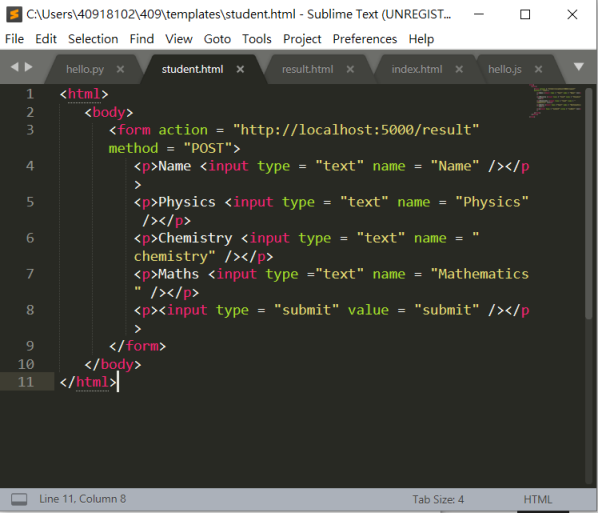 C:\Users\40918102\409\templates\student.html - Sublime Text (UNREGIST...
File Edit Selection Find View Goto Tools Project Preferences Help
hello.py × student.html × result.html × index.html × hello.js ×
1 <html>
2 <body>
3 <form action = "http://localhost:5000/result"
method = "POST">
4 <p>Name <input type = "text" name = "Name" /></p
>
5 <p>Physics <input type = "text" name = "Physics"
/></p>
6 <p>Chemistry <input type = "text" name = "
chemistry" /></p>
7 <p>Maths <input type ="text" name = "Mathematics
" /></p>
8 <p><input type = "submit" value = "submit" /></p
>
9 </form>
10 </body>
11 </html>
Line 11, Column 8 Tab Size: 4 HTML